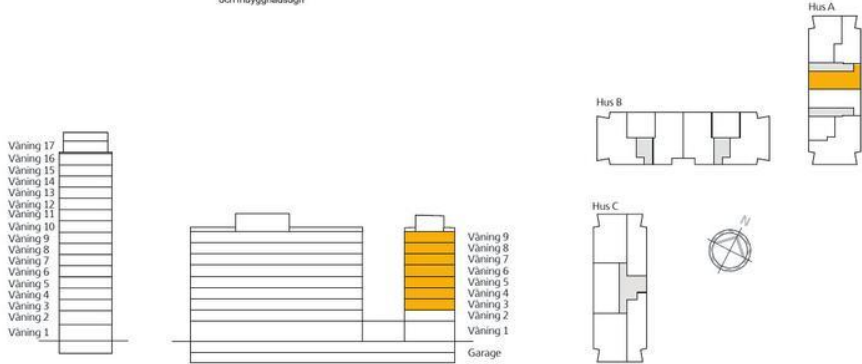 och inbyggnadsugn
Hus A
Hus B
Våning 17
Våning 16
Våning 15
Våning 14
Våning 13
Våning 12
Våning 11
Våning 10
Våning 9
Våning 8
Våning 7
Våning 6
Våning 5
Våning 4
Våning 3
Våning 2
Våning 1
Våning 9
Våning 8
Våning 7
Våning 6
Våning 5
Våning 4
Våning 3
Våning 2
Våning 1
Garage
Hus C
N